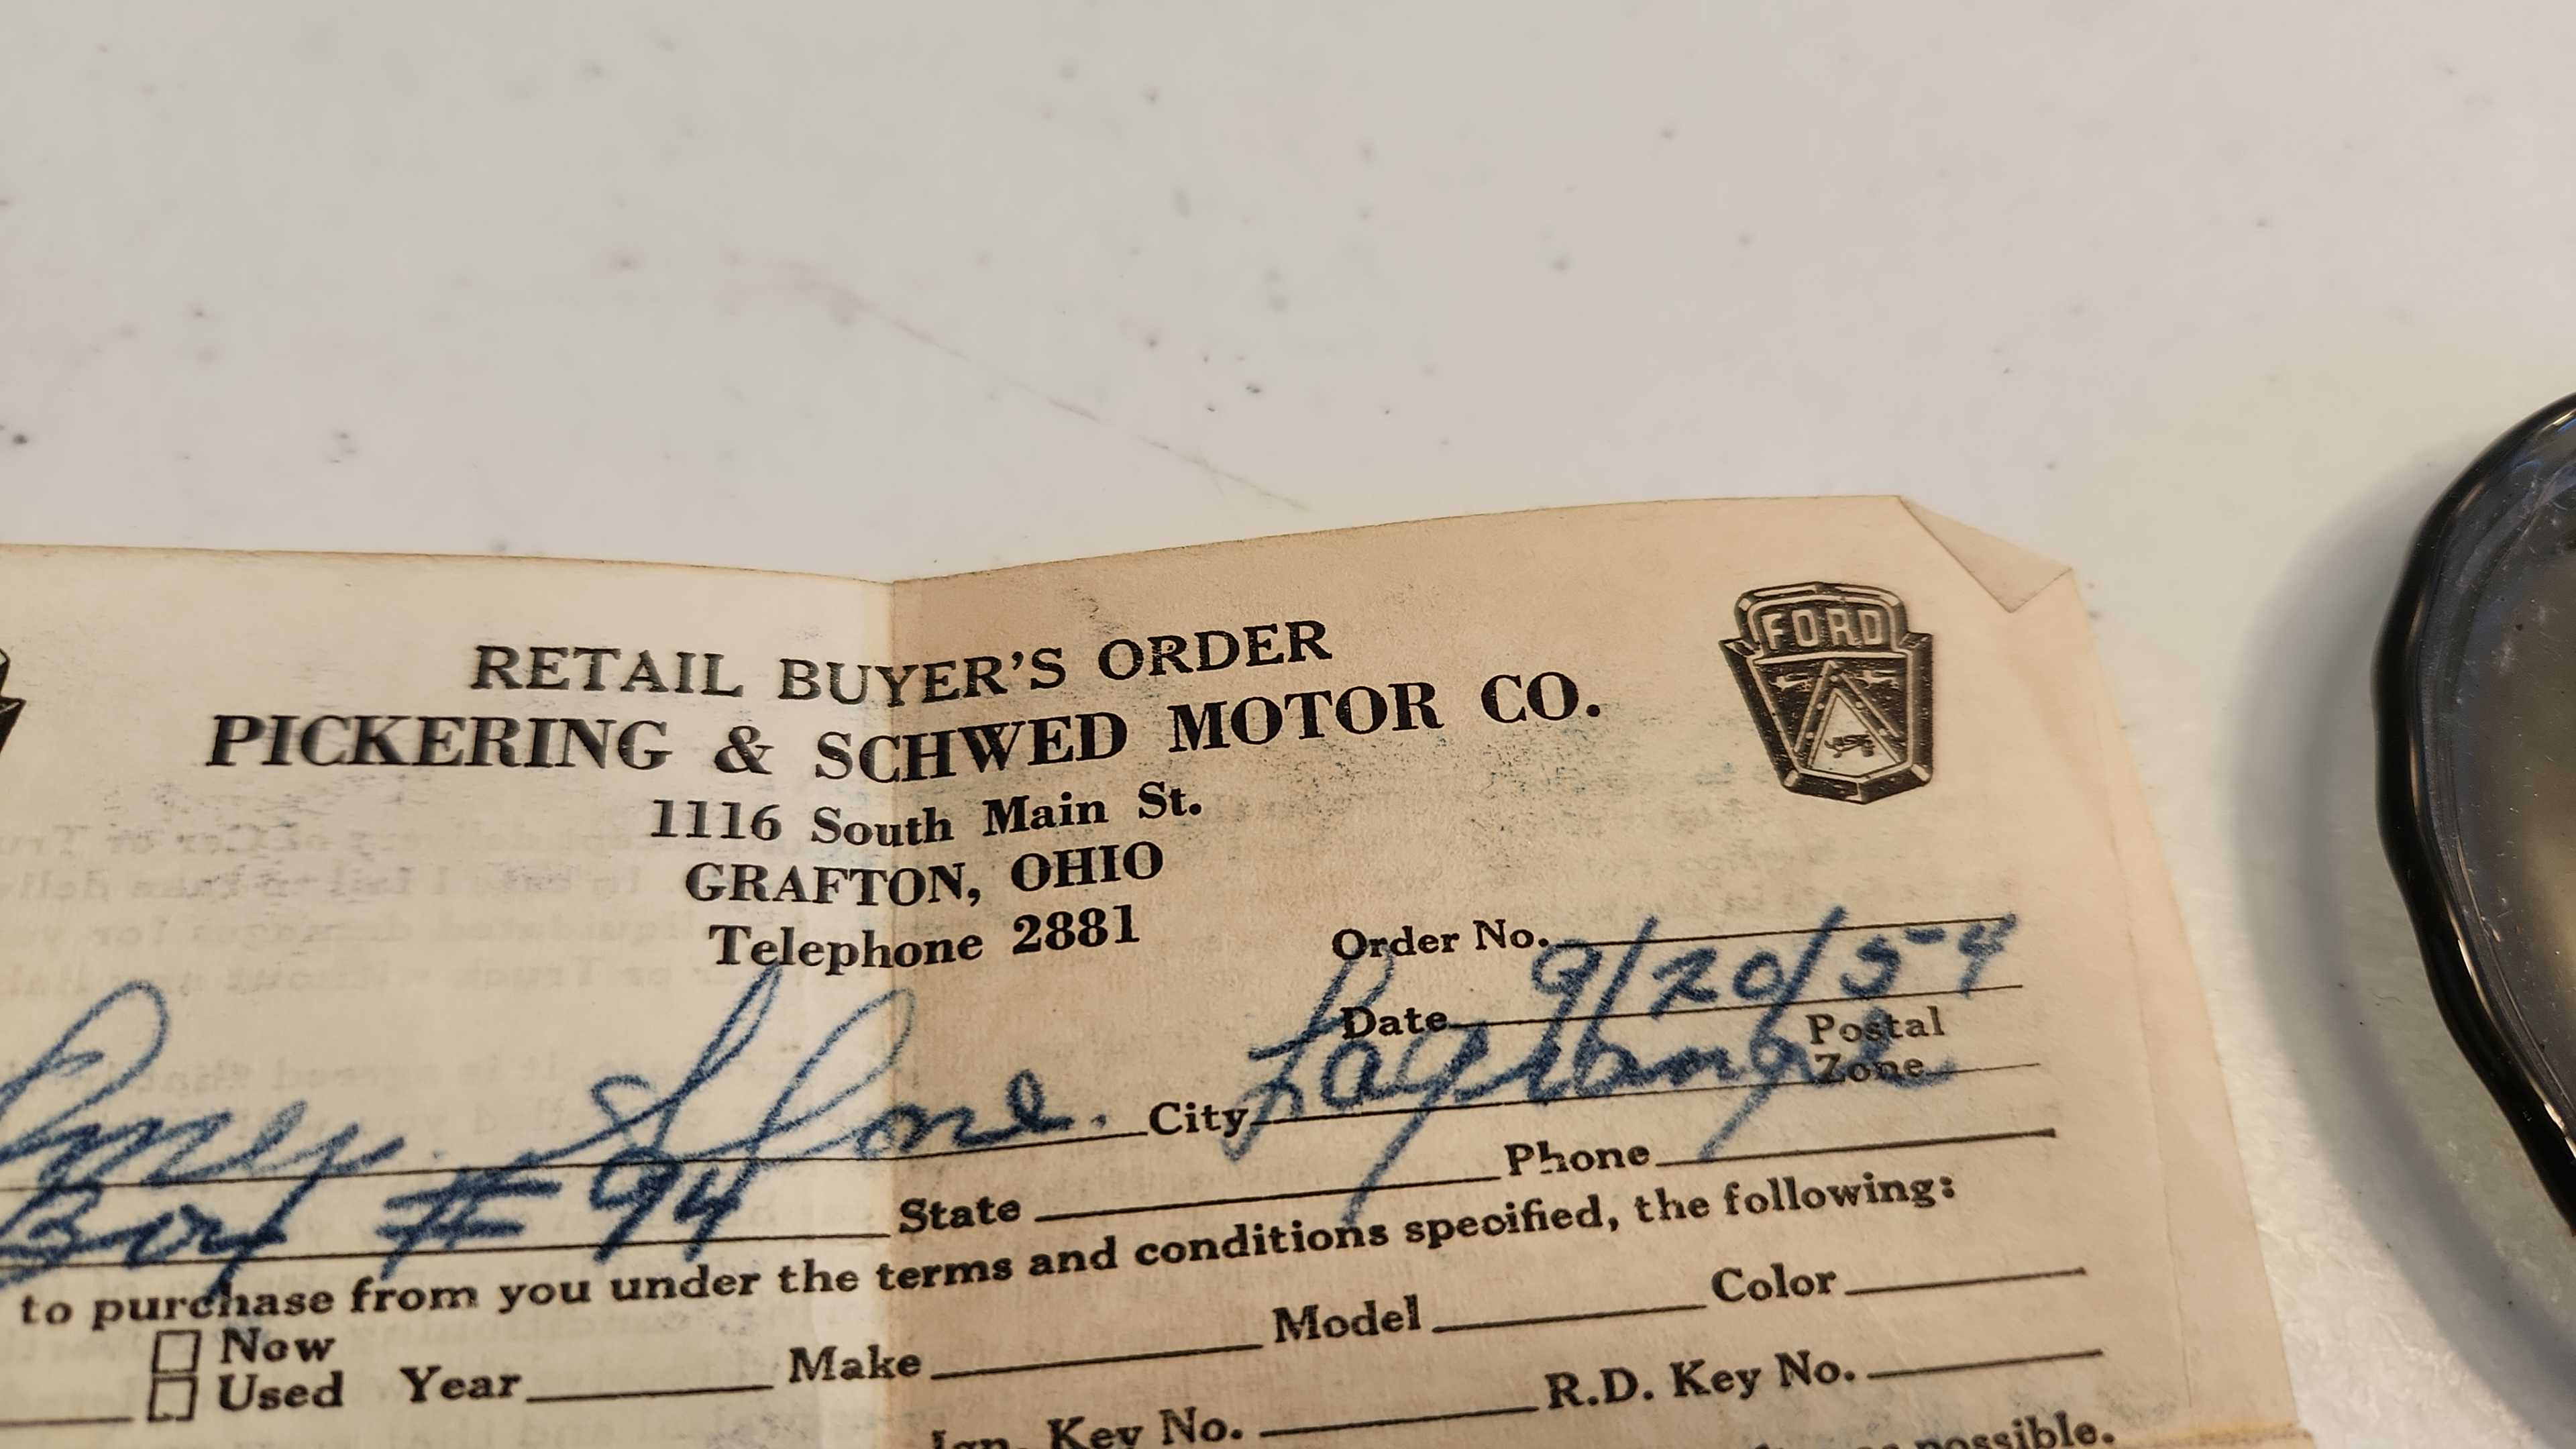 RETAIL BUYER'S ORDER
FORD
PICKERING & SCHWED MOTOR CO.
1116 South Main St.
GRAFTON, OHIO
Telephone 2881
Order No.
Date 9/20/54
Postal
Zone
City Lagrange
Box # 94 State Phone
to purchase from you under the terms and conditions specified, the following:
Now
Used Year Make Model Color
Ign. Key No. R.D. Key No.
possible.